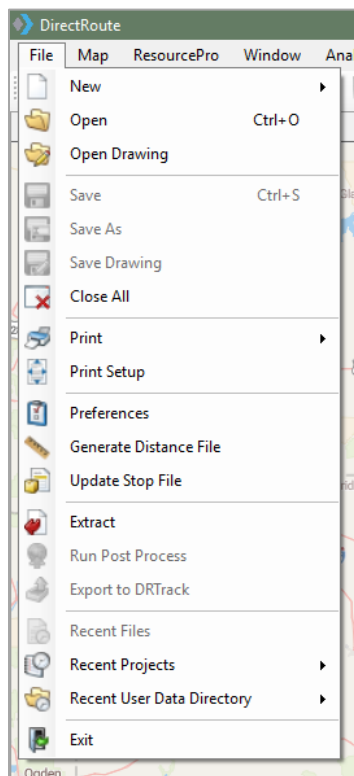 DirectRoute
File Map ResourcePro Window Ana
New
Open Ctrl+O
Open Drawing
Save Ctrl+S
Save As
Save Drawing
Close All
Print
Print Setup
Preferences
Generate Distance File
Update Stop File
Extract
Run Post Process
Export to DRTrack
Recent Files
Recent Projects
Recent User Data Directory
Exit
Ogden